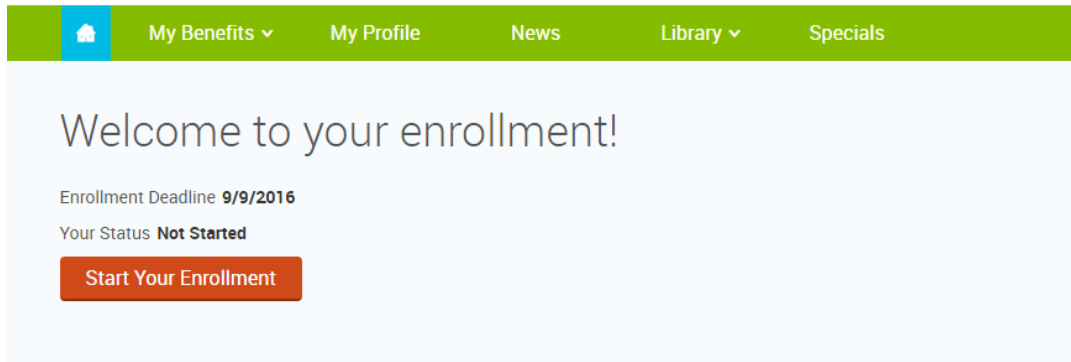 My Benefits My Profile News Library Specials
Welcome to your enrollment!
Enrollment Deadline 9/9/2016
Your Status Not Started
Start Your Enrollment